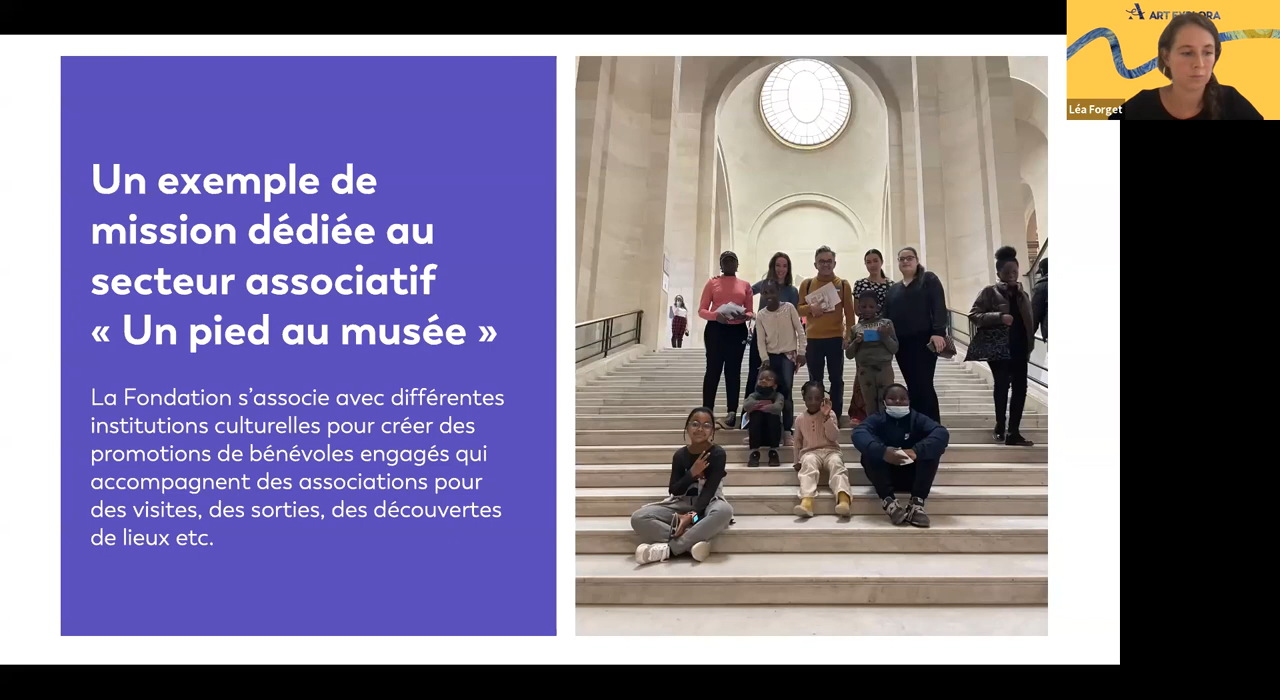 Un exemple de
mission dédiée au
secteur associatif
« Un pied au musée »
La Fondation s’associe avec différentes
institutions culturelles pour créer des
promotions de bénévoles engagés qui
accompagnent des associations pour
des visites, des sorties, des découvertes
de lieux etc.
ART EXPLORA
Léa Forget